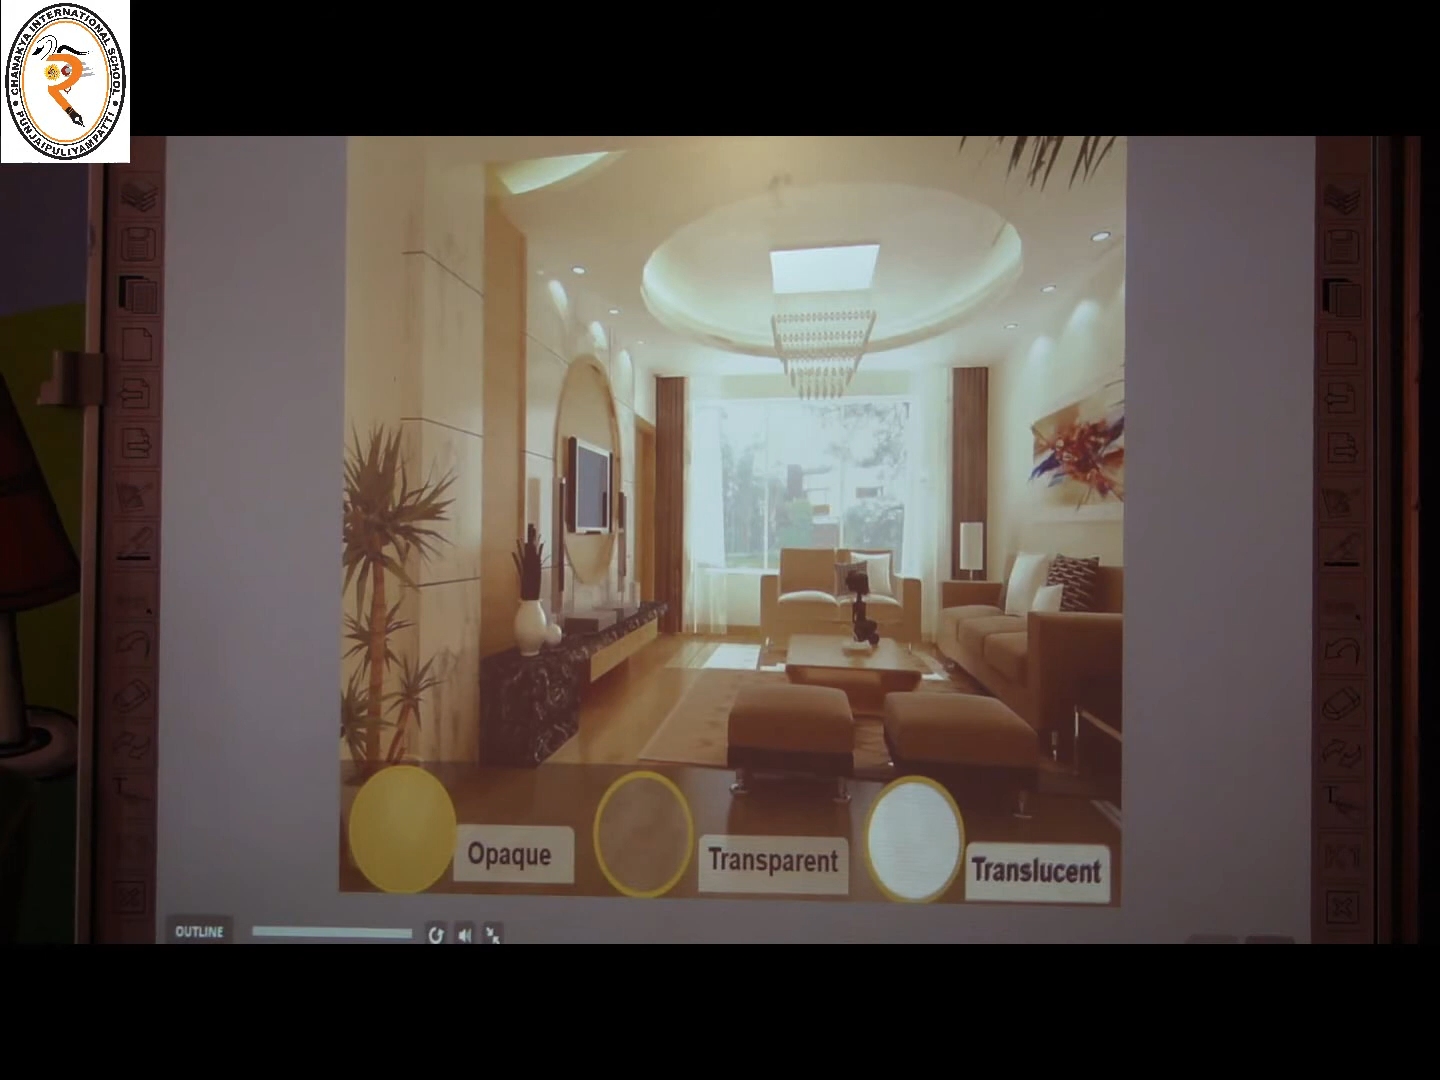 CHANAKYA INTERNATIONAL SCHOOL
PUNJAIPULIYAMPATTI
Opaque
Transparent
Translucent
OUTLINE